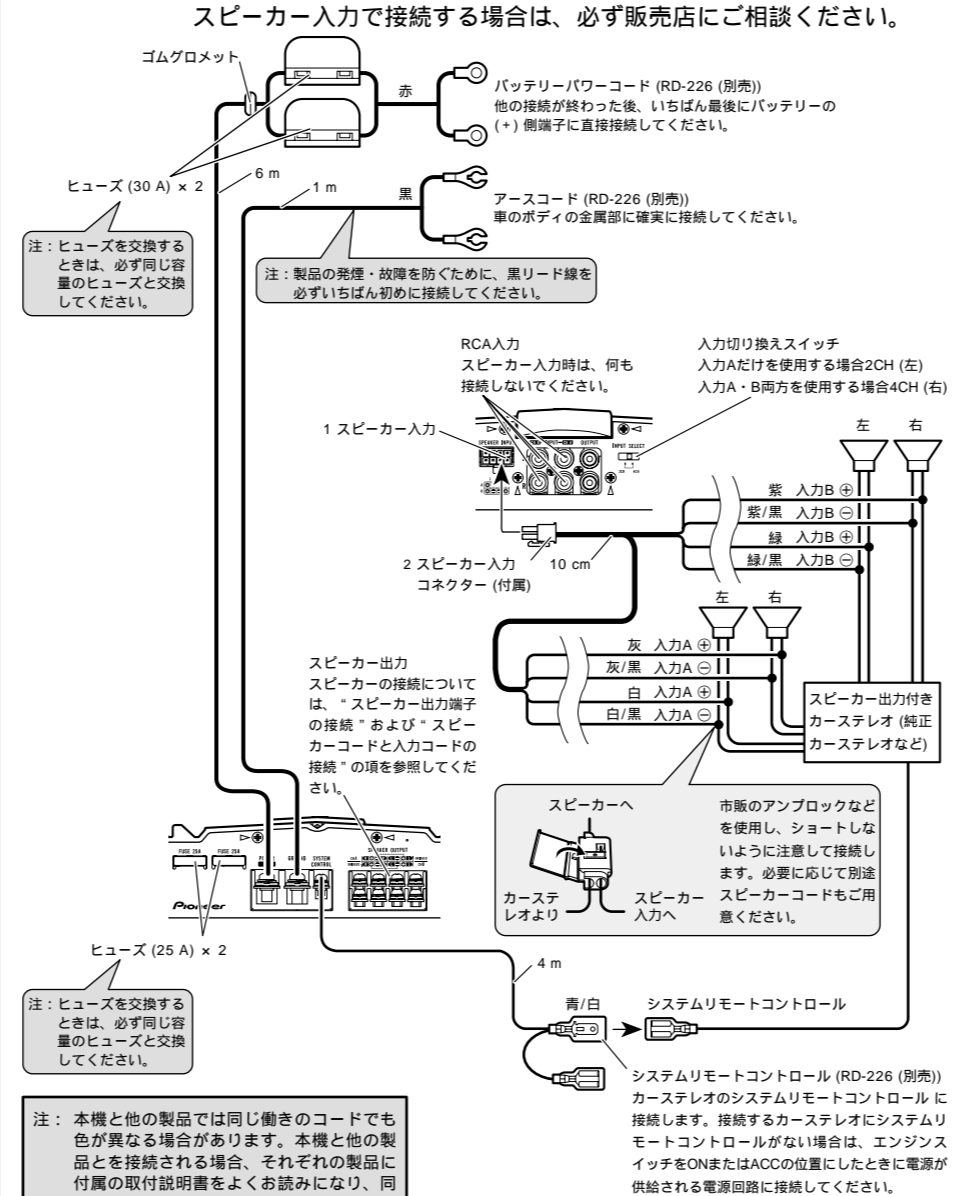 スピーカー入力で接続する場合は、必ず販売店にご相談ください。
ゴムグロメット
赤
バッテリーパワーコード (RD-226 (別売))
他の接続が終わった後、いちばん最後にバッテリーの
(+) 側端子に直接接続してください。
ヒューズ (30 A) × 2
6 m
1 m
黒
アースコード (RD-226 (別売))
車のボディの金属部に確実に接続してください。
注:ヒューズを交換する
ときは、必ず同じ容
量のヒューズと交換
してください。
注:製品の発煙・故障を防ぐために、黒リード線を
必ずいちばん初めに接続してください。
RCA入力
スピーカー入力時は、何も
接続しないでください。
入力切り換えスイッチ
入力Aだけを使用する場合2CH (左)
入力A・B両方を使用する場合4CH (右)
1 スピーカー入力
SPEAKER INPUT
INPUT
OUTPUT
INPUT SELECT
左
右
紫 入力B ⊕
紫/黒 入力B ⊖
緑 入力B ⊕
緑/黒 入力B ⊖
2 スピーカー入力
コネクター (付属)
10 cm
左
右
灰 入力A ⊕
灰/黒 入力A ⊖
白 入力A ⊕
白/黒 入力A ⊖
スピーカー出力付き
カーステレオ (純正
カーステレオなど)
スピーカー出力
スピーカーの接続について
は、“ スピーカー出力端子
の接続 ” および “ スピー
カーコードと入力コードの
接続 ” の項を参照してくだ
さい。
スピーカーへ
カーステ
レオより
スピーカー
入力へ
市販のアンブロックなど
を使用し、ショートしな
いように注意して接続し
ます。必要に応じて別途
スピーカーコードもご用
意ください。
FUSE 25A
FUSE 25A
SYSTEM
CONTROL
SPEAKER OUTPUT
Pioneer
ヒューズ (25 A) × 2
注:ヒューズを交換する
ときは、必ず同じ容
量のヒューズと交換
してください。
4 m
青/白
システムリモートコントロール
システムリモートコントロール (RD-226 (別売))
カーステレオのシステムリモートコントロール に
接続します。接続するカーステレオにシステムリ
モートコントロールがない場合は、エンジンス
イッチをONまたはACCの位置にしたときに電源が
供給される電源回路に接続してください。
注: 本機と他の製品では同じ働きのコードでも
色が異なる場合があります。本機と他の製
品とを接続される場合、それぞれの製品に
付属の取付説明書をよくお読みになり、同